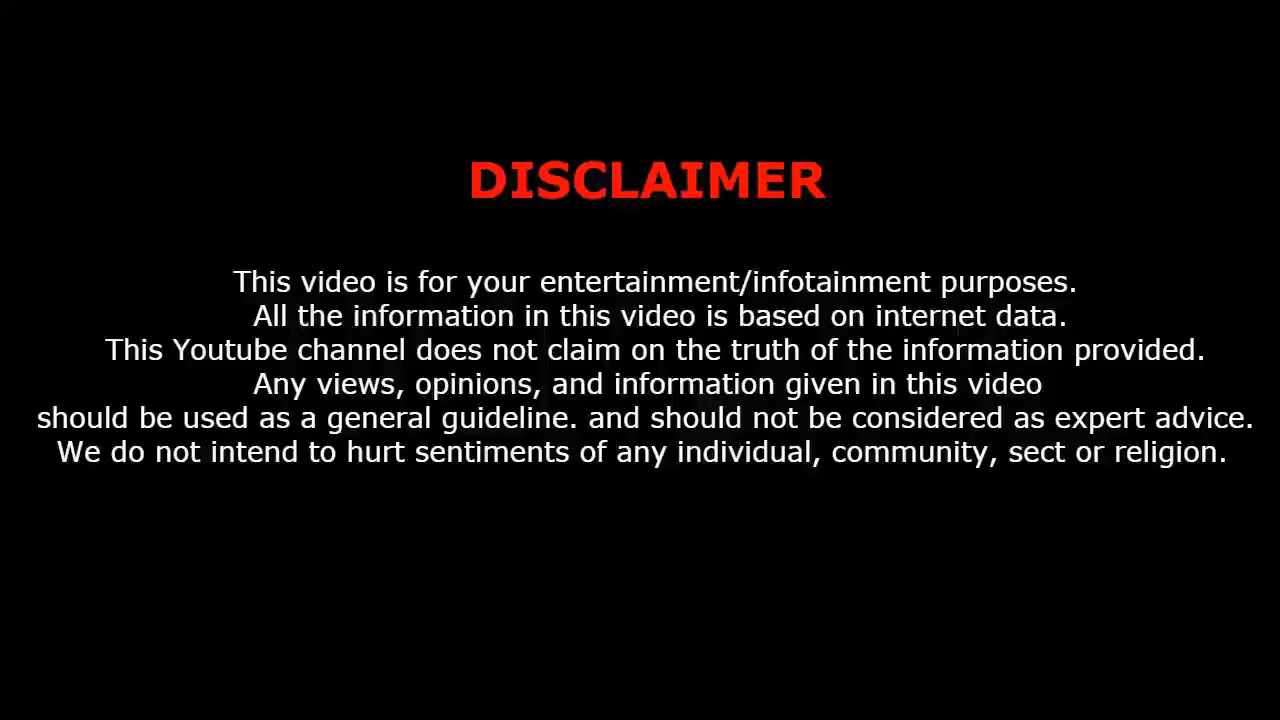 DISCLAIMER
This video is for your entertainment/infotainment purposes.
All the information in this video is based on internet data.
This Youtube channel does not claim on the truth of the information provided.
Any views, opinions, and information given in this video
should be used as a general guideline. and should not be considered as expert advice.
We do not intend to hurt sentiments of any individual, community, sect or religion.